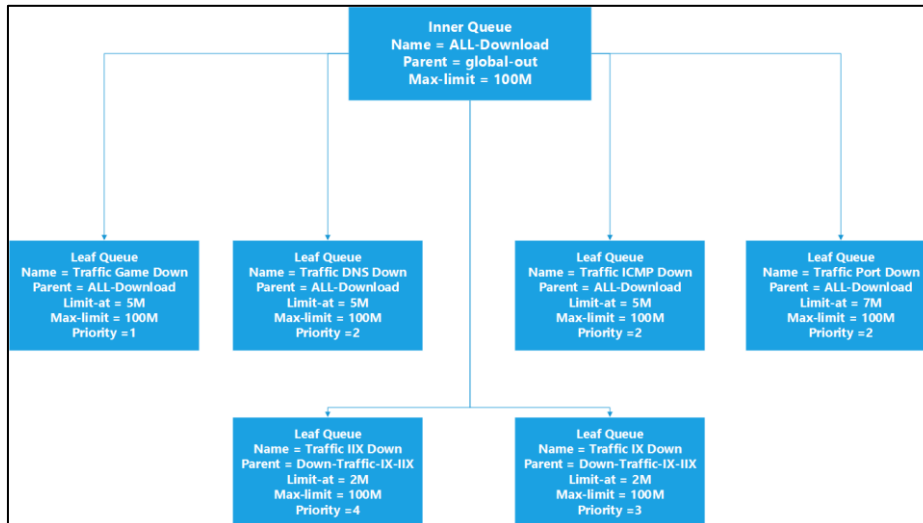 Inner Queue
Name = ALL-Download
Parent = global-out
Max-limit = 100M
Leaf Queue
Name = Traffic Game Down
Parent = ALL-Download
Limit-at = 5M
Max-limit = 100M
Priority =1
Leaf Queue
Name = Traffic DNS Down
Parent = ALL-Download
Limit-at = 5M
Max-limit = 100M
Priority =2
Leaf Queue
Name = Traffic ICMP Down
Parent = ALL-Download
Limit-at = 5M
Max-limit = 100M
Priority =2
Leaf Queue
Name = Traffic Port Down
Parent = ALL-Download
Limit-at = 7M
Max-limit = 100M
Priority =2
Leaf Queue
Name = Traffic IIX Down
Parent = Down-Traffic-IX-IIX
Limit-at = 2M
Max-limit = 100M
Priority =4
Leaf Queue
Name = Traffic IX Down
Parent = Down-Traffic-IX-IIX
Limit-at = 2M
Max-limit = 100M
Priority =3